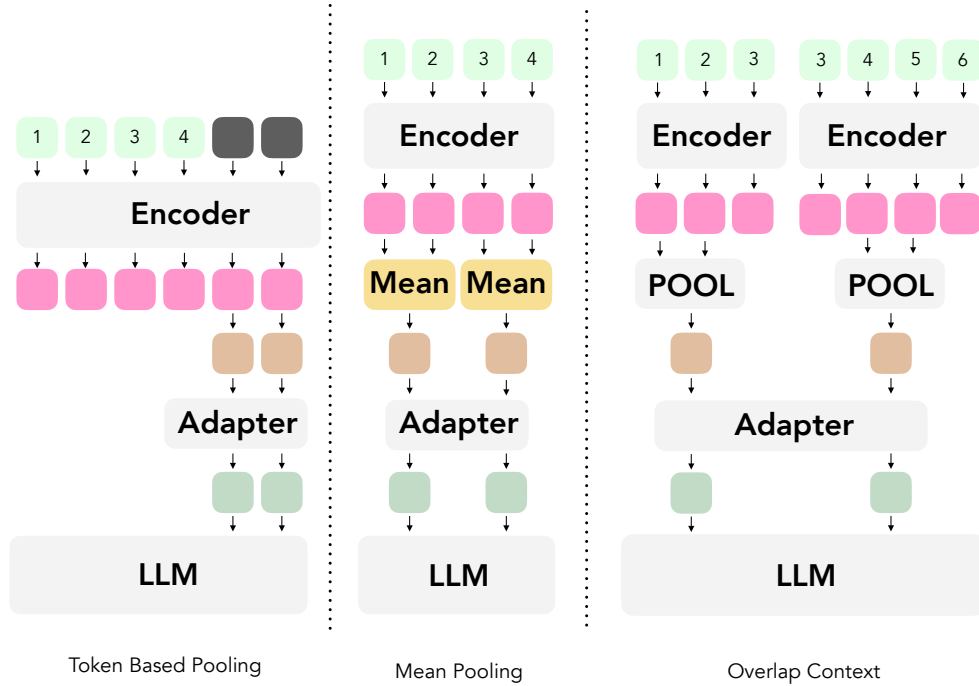 1 2 3 4
Encoder
Adapter
LLM
Token Based Pooling
1 2 3 4
Encoder
Mean Mean
Adapter
LLM
Mean Pooling
1 2 3 3 4 5 6
Encoder Encoder
POOL POOL
Adapter
LLM
Overlap Context